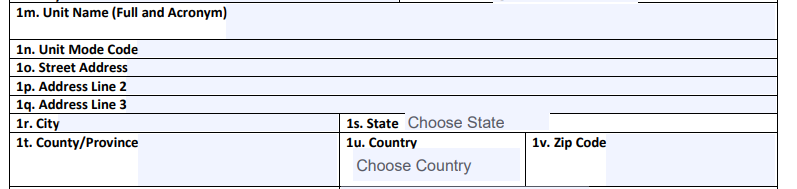 1m. Unit Name (Full and Acronym)
1n. Unit Mode Code
1o. Street Address
1p. Address Line 2
1q. Address Line 3
1r. City
1s. State Choose State
1t. County/Province
1u. Country
Choose Country
1v. Zip Code